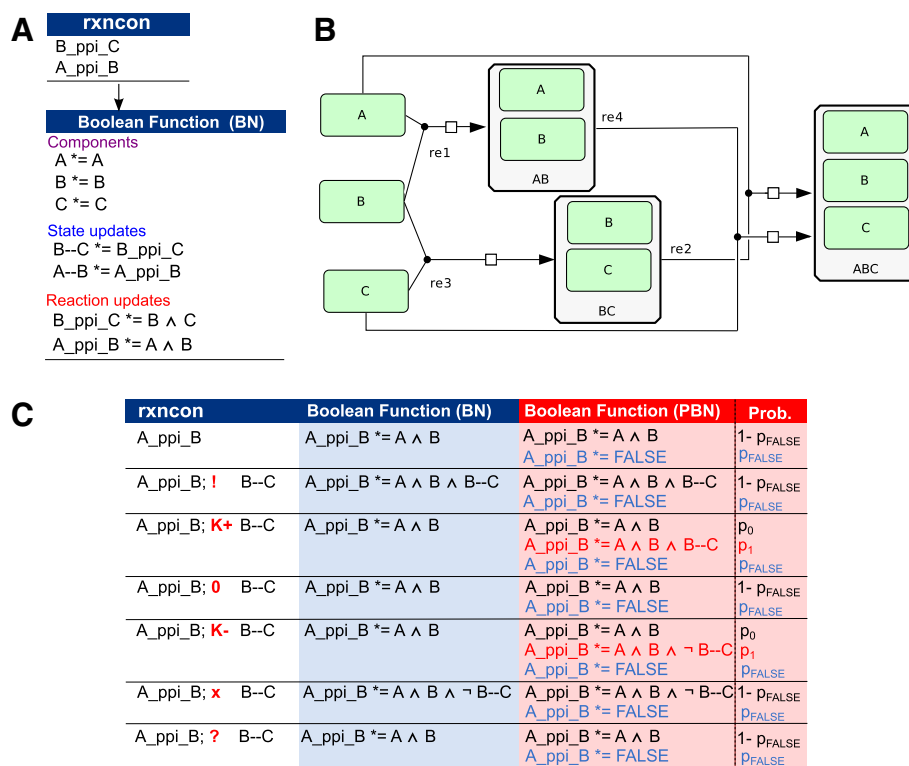 A
rxncon
B_ppi_C
A_ppi_B
Boolean Function (BN)
Components
A *= A
B *= B
C *= C
State updates
B--C *= B_ppi_C
A--B *= A_ppi_B
Reaction updates
B_ppi_C *= B ∧ C
A_ppi_B *= A ∧ B
B
A
B
C
re1
re3
A
B
AB
re4
B
C
BC
re2
A
B
C
ABC
C
rxncon Boolean Function (BN) Boolean Function (PBN) Prob.
A_ppi_B A_ppi_B *= A ∧ B A_ppi_B *= A ∧ B 1- pFALSE
A_ppi_B *= FALSE pFALSE
A_ppi_B; ! B--C A_ppi_B *= A ∧ B ∧ B--C A_ppi_B *= A ∧ B ∧ B--C 1- pFALSE
A_ppi_B *= FALSE pFALSE
A_ppi_B; K+ B--C A_ppi_B *= A ∧ B A_ppi_B *= A ∧ B p0
A_ppi_B *= A ∧ B ∧ B--C p1
A_ppi_B *= FALSE pFALSE
A_ppi_B; 0 B--C A_ppi_B *= A ∧ B A_ppi_B *= A ∧ B 1- pFALSE
A_ppi_B *= FALSE pFALSE
A_ppi_B; K- B--C A_ppi_B *= A ∧ B A_ppi_B *= A ∧ B p0
A_ppi_B *= A ∧ B ∧ ¬ B--C p1
A_ppi_B *= FALSE pFALSE
A_ppi_B; x B--C A_ppi_B *= A ∧ B ∧ ¬ B--C A_ppi_B *= A ∧ B ∧ ¬ B--C 1- pFALSE
A_ppi_B *= FALSE pFALSE
A_ppi_B; ? B--C A_ppi_B *= A ∧ B A_ppi_B *= A ∧ B 1- pFALSE
A_ppi_B *= FALSE pFALSE